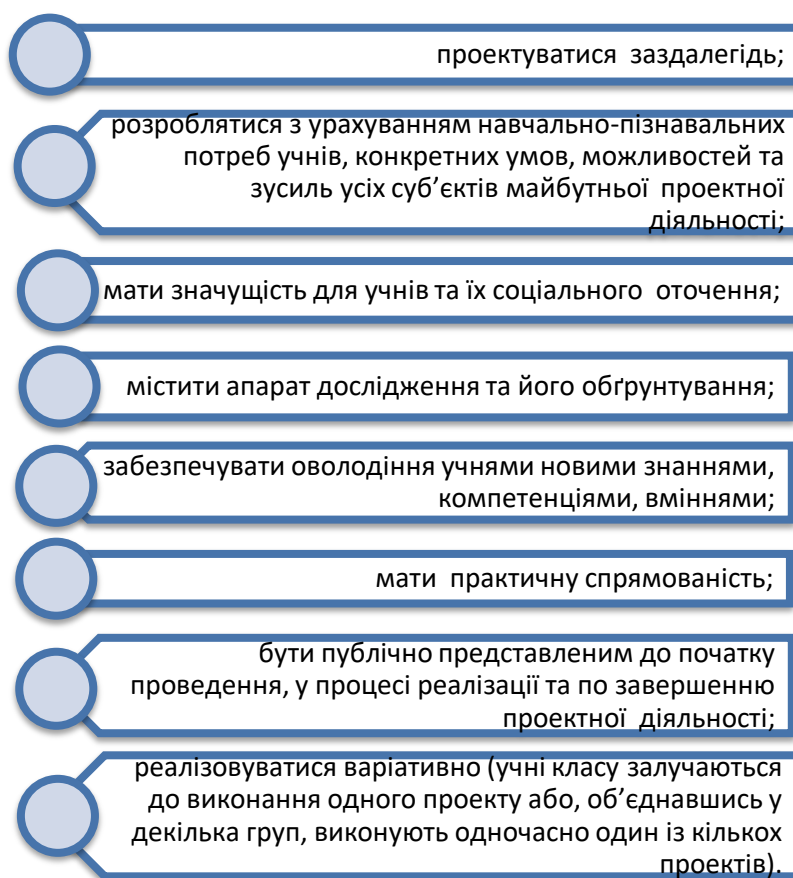 проектуватися заздалегідь;
розроблятися з урахуванням навчально-пізнавальних
потреб учнів, конкретних умов, можливостей та
зусиль усіх суб’єктів майбутньої проектної
діяльності;
мати значущість для учнів та їх соціального оточення;
містити апарат дослідження та його обґрунтування;
забезпечувати оволодіння учнями новими знаннями,
компетенціями, вміннями;
мати практичну спрямованість;
бути публічно представленим до початку
проведення, у процесі реалізації та по завершенню
проектної діяльності;
реалізовуватися варіативно (учні класу залучаються
до виконання одного проекту або, об’єднавшись у
декілька груп, виконують одночасно один із кількох
проектів).